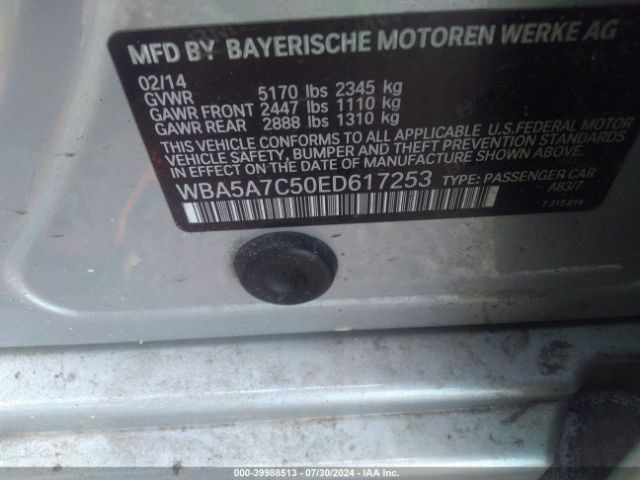 MFD BY BAYERISCHE MOTOREN WERKE AG
02/14
GVWR 5170 lbs 2345 kg
GAWR FRONT 2447 lbs 1110 kg
GAWR REAR 2888 lbs 1310 kg
THIS VEHICLE CONFORMS TO ALL APPLICABLE U.S.FEDERAL MOTOR
VEHICLE SAFETY, BUMPER AND THEFT PREVENTION STANDARDS IN
EFFECT ON THE DATE OF MANUFACTURE SHOWN ABOVE.
WBA5A7C50ED617253 TYPE: PASSENGER CAR
A83/7
7 315 814
000-39988513 - 07/30/2024 - IAA Inc.